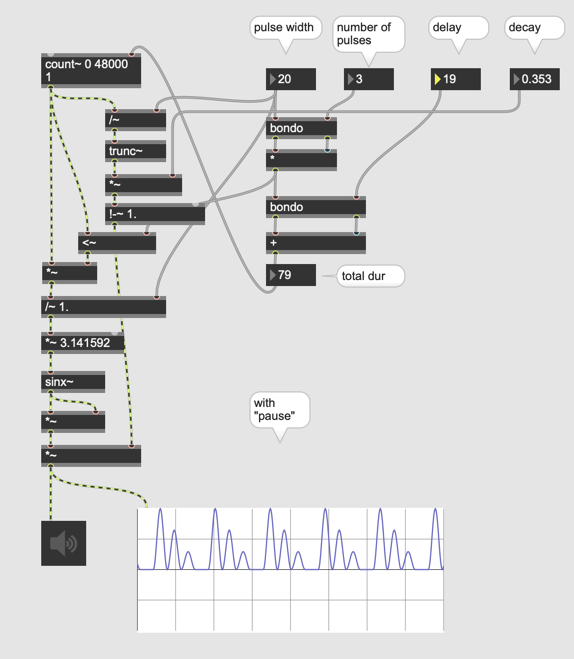 pulse width
number of
pulses
delay
decay
count~ 0 48000
1
20
3
19
0.353
/~
bondo
trunc~
*
*~
!-~ 1.
bondo
<~
+
*~
79
total dur
/~ 1.
*~ 3.141592
sinx~
with
"pause"
*~
*~